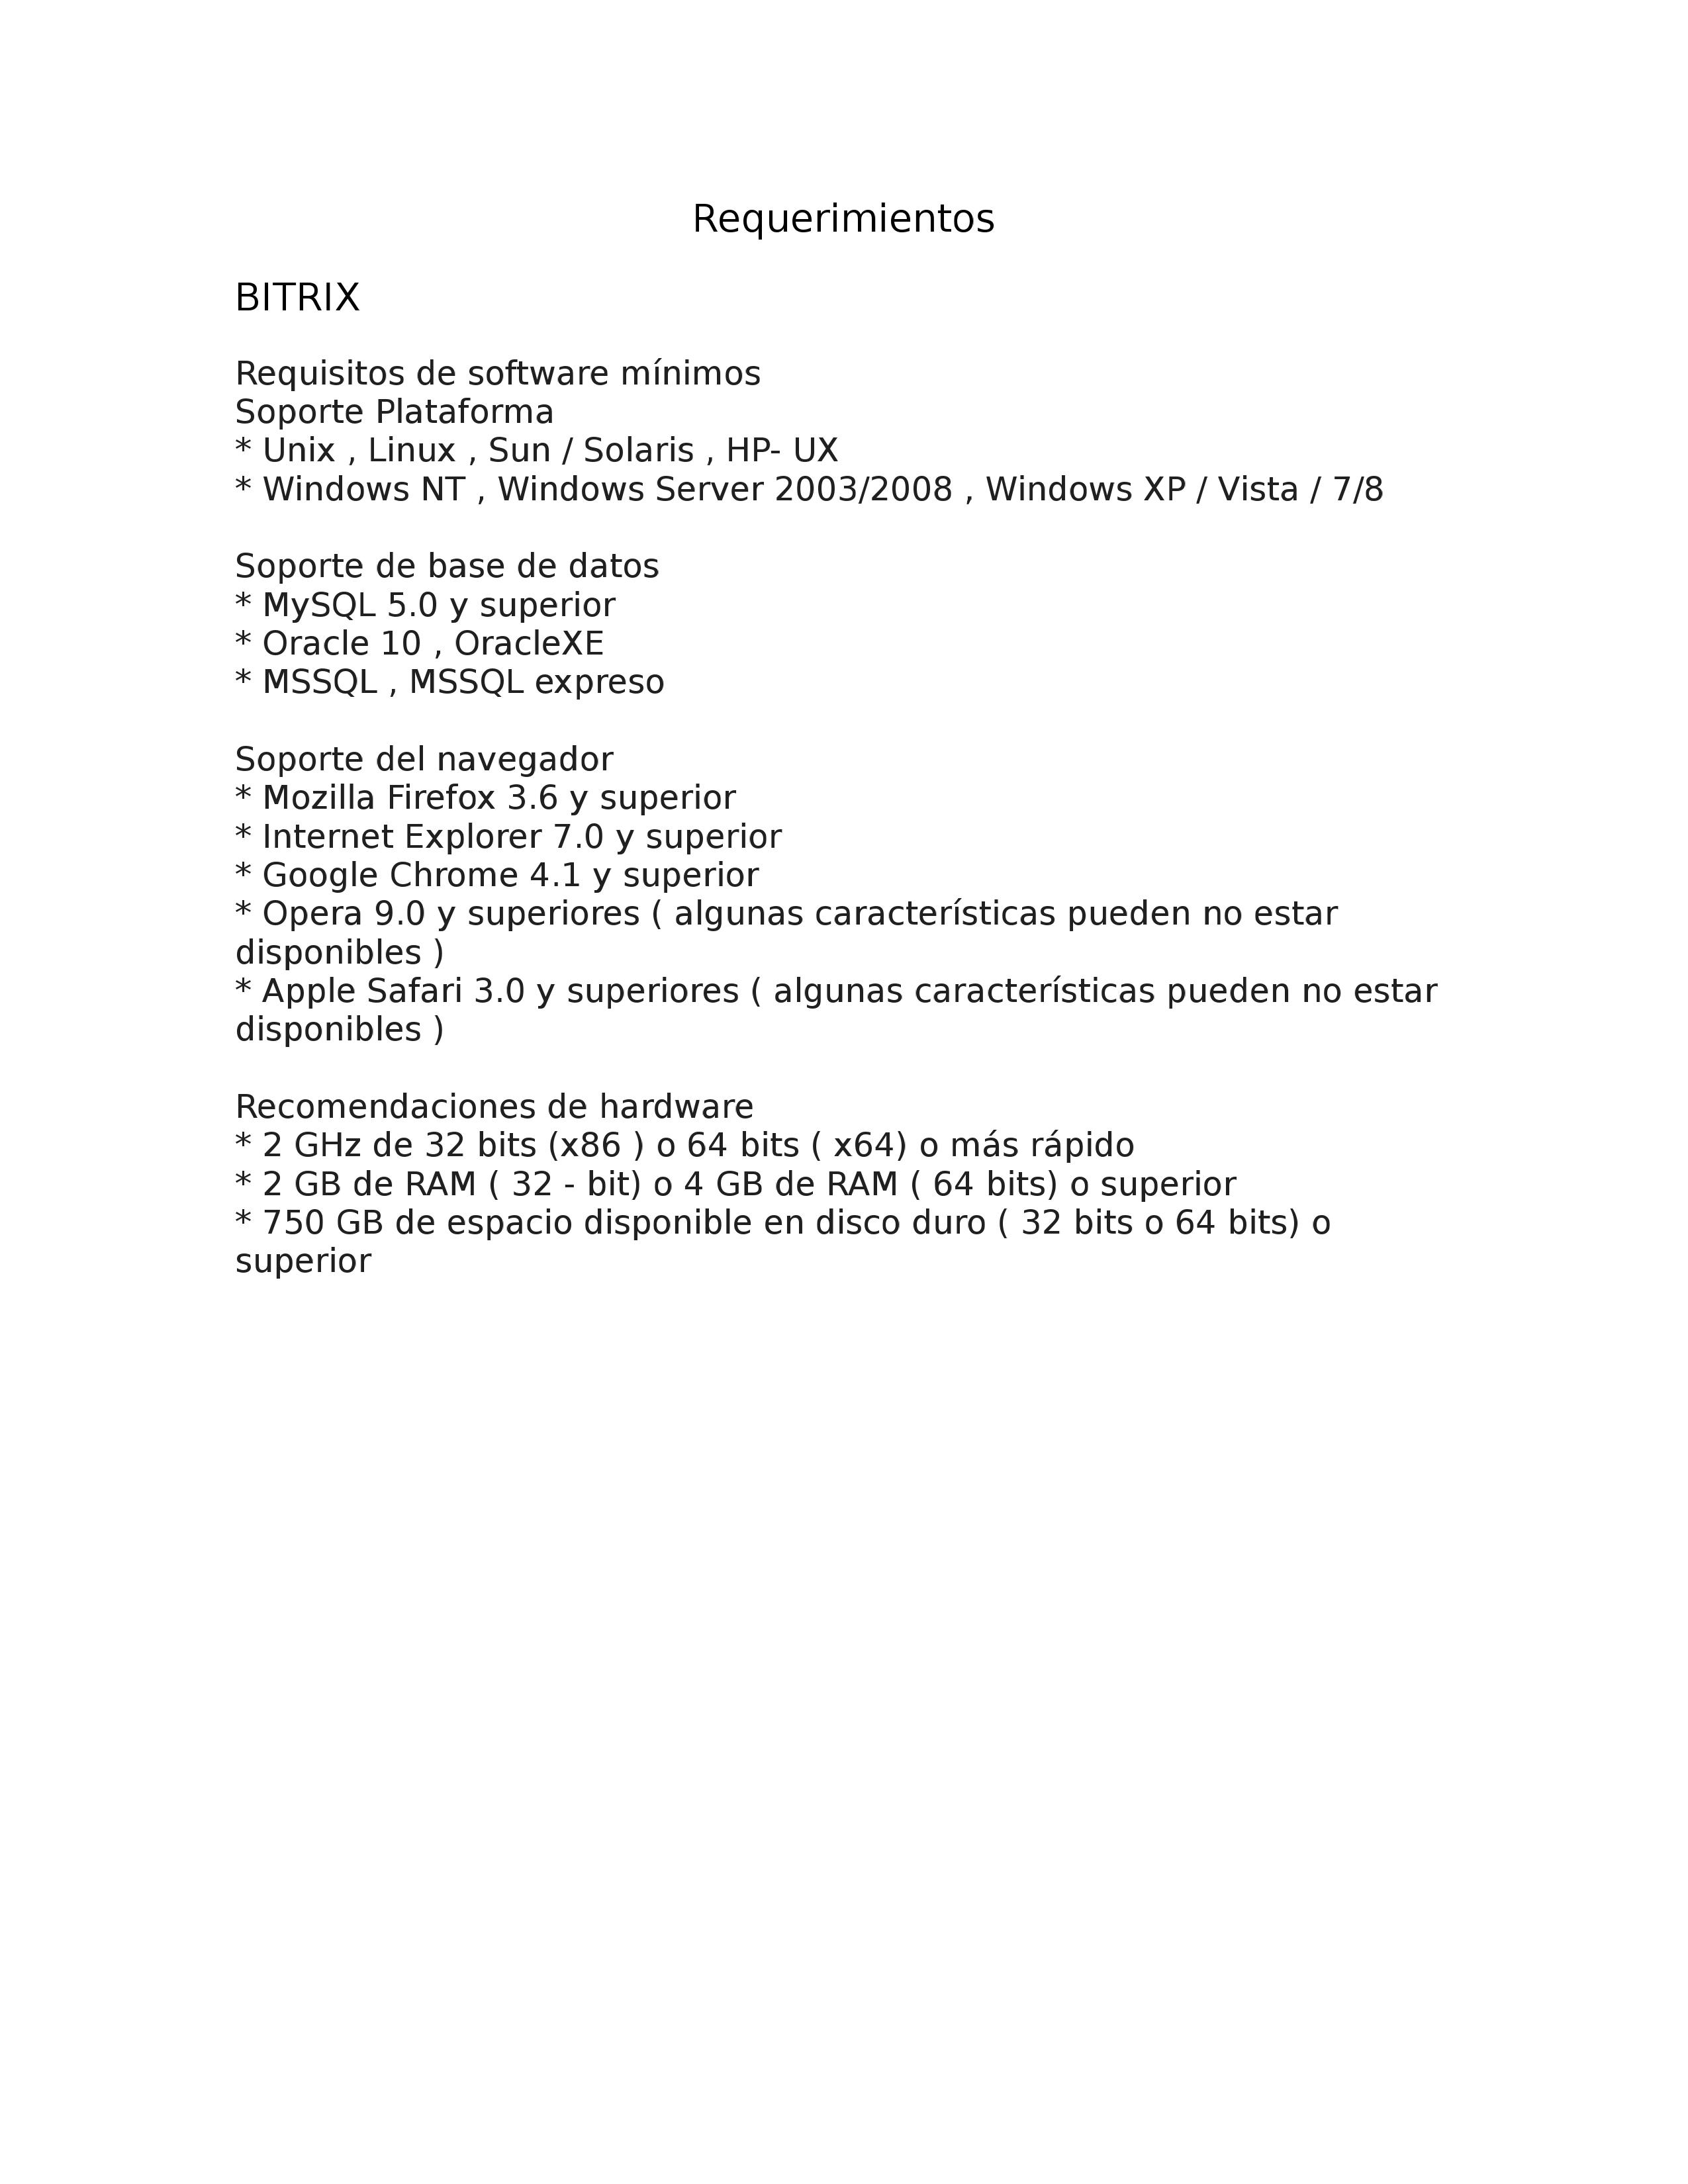 Requerimientos
BITRIX
Requisitos de software mínimos
Soporte Plataforma
* Unix , Linux , Sun / Solaris , HP- UX
* Windows NT , Windows Server 2003/2008 , Windows XP / Vista / 7/8
Soporte de base de datos
* MySQL 5.0 y superior
* Oracle 10 , OracleXE
* MSSQL , MSSQL expreso
Soporte del navegador
* Mozilla Firefox 3.6 y superior
* Internet Explorer 7.0 y superior
* Google Chrome 4.1 y superior
* Opera 9.0 y superiores ( algunas características pueden no estar
disponibles )
* Apple Safari 3.0 y superiores ( algunas características pueden no estar
disponibles )
Recomendaciones de hardware
* 2 GHz de 32 bits (x86 ) o 64 bits ( x64) o más rápido
* 2 GB de RAM ( 32 - bit) o 4 GB de RAM ( 64 bits) o superior
* 750 GB de espacio disponible en disco duro ( 32 bits o 64 bits) o
superior